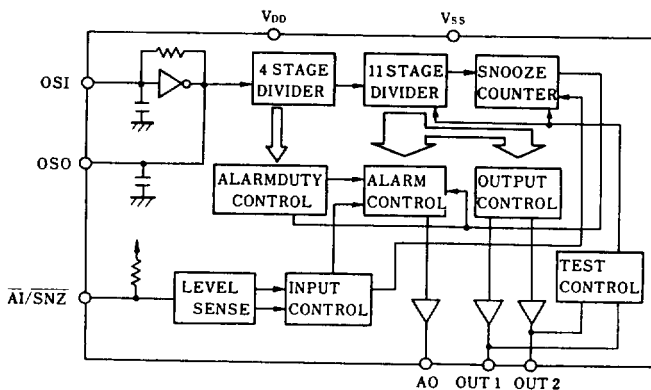 VDD VSS
OSI
4 STAGE
DIVIDER
11 STAGE
DIVIDER
SNOOZE
COUNTER
OSO
ALARMDUTY
CONTROL
ALARM
CONTROL
OUTPUT
CONTROL
AI/SNZ
LEVEL
SENSE
INPUT
CONTROL
TEST
CONTROL
AO OUT 1 OUT 2